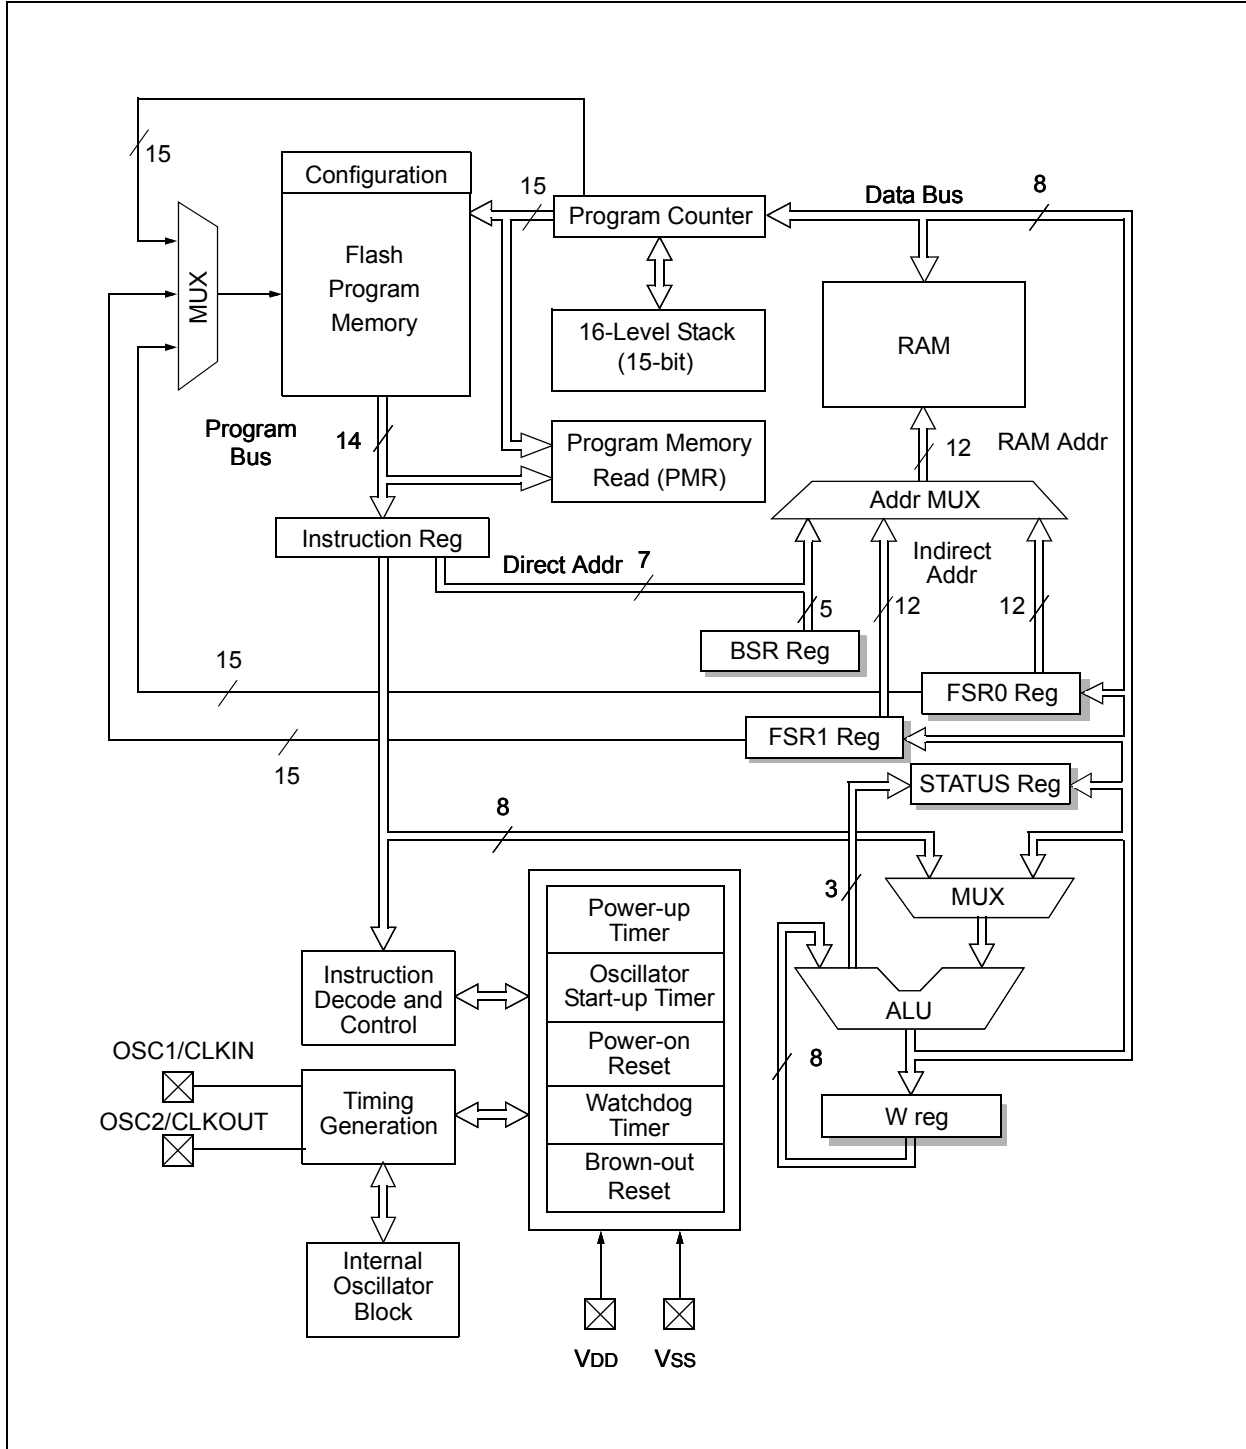 15
Configuration
15
Program Counter
Data Bus
8
MUX
Flash
Program
Memory
16-Level Stack
(15-bit)
RAM
Program
Bus
14
Program Memory
Read (PMR)
12
RAM Addr
Addr MUX
Instruction Reg
Direct Addr
7
Indirect
Addr
5
12
12
BSR Reg
15
FSR0 Reg
FSR1 Reg
15
STATUS Reg
8
3
MUX
Power-up
Timer
Instruction
Decode and
Control
Oscillator
Start-up Timer
ALU
OSC1/CLKIN
Power-on
Reset
8
OSC2/CLKOUT
Timing
Generation
Watchdog
Timer
W reg
Brown-out
Reset
Internal
Oscillator
Block
VDD
VSS